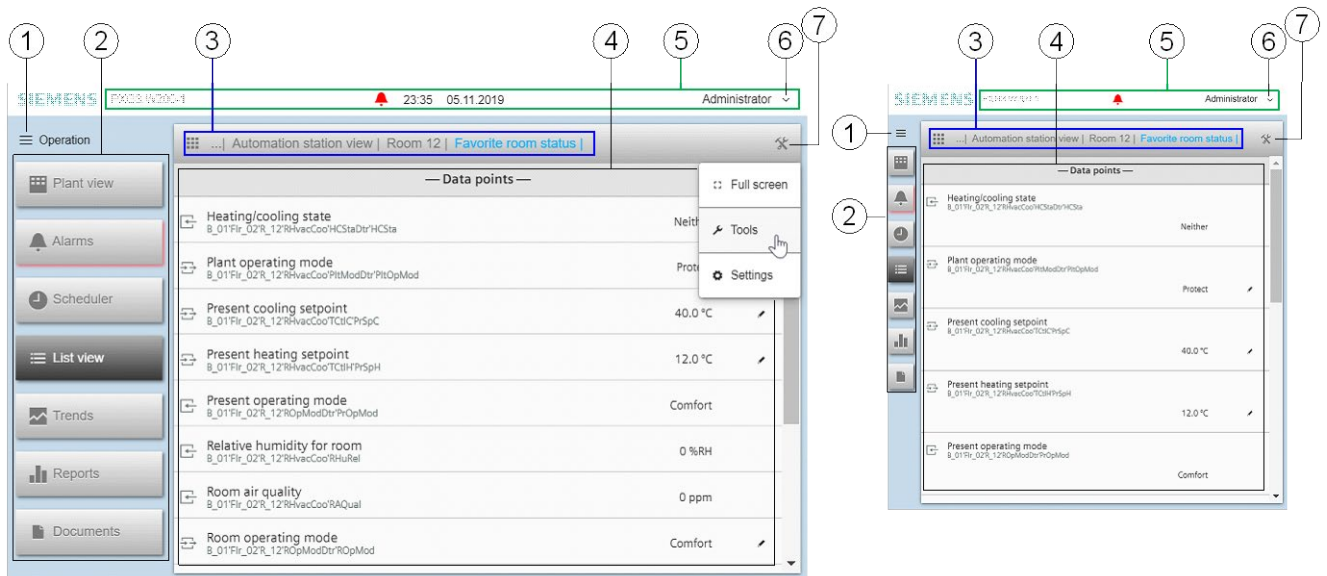 1 2 3 4 5 6 7
SIEMENS
23:35 05.11.2019 Administrator
Operation
Plant view
Alarms
Scheduler
List view
Trends
Reports
Documents
...| Automation station view | Room 12 | Favorite room status |
Full screen
Tools
Settings
— Data points —
Heating/cooling state
B_01'Flr_02'R_12'RHvacCoo'HCStaDtr'HCSta
Neith
Plant operating mode
B_01'Flr_02'R_12'RHvacCoo'PltModDtr'PltOpMod
Prote
Present cooling setpoint
B_01'Flr_02'R_12'RHvacCoo'TCtlC'PrSpC
40.0 °C
Present heating setpoint
B_01'Flr_02'R_12'RHvacCoo'TCtlH'PrSpH
12.0 °C
Present operating mode
B_01'Flr_02'R_12'ROpModDtr'PrOpMod
Comfort
Relative humidity for room
B_01'Flr_02'R_12'RHvacCoo'RHuRel
0 %RH
Room air quality
B_01'Flr_02'R_12'RHvacCoo'RAQual
0 ppm
Room operating mode
B_01'Flr_02'R_12'ROpModDtr'ROpMod
Comfort
3 4 5 6 7
1
2
SIEMENS
Administrator
...| Automation station view | Room 12 | Favorite room status |
— Data points —
Heating/cooling state
B_01'Flr_02'R_12'RHvacCoo'HCStaDtr'HCSta
Neither
Plant operating mode
B_01'Flr_02'R_12'RHvacCoo'PltModDtr'PltOpMod
Protect
Present cooling setpoint
B_01'Flr_02'R_12'RHvacCoo'TCtlC'PrSpC
40.0 °C
Present heating setpoint
B_01'Flr_02'R_12'RHvacCoo'TCtlH'PrSpH
12.0 °C
Present operating mode
B_01'Flr_02'R_12'ROpModDtr'PrOpMod
Comfort